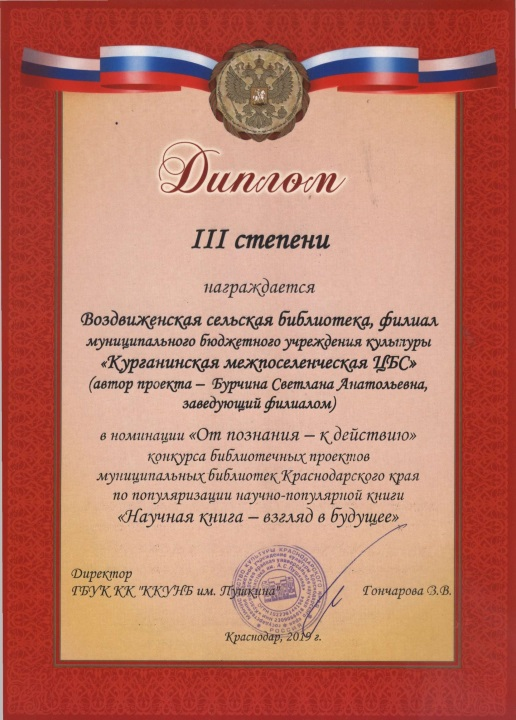 Диплом
III степени
награждается
Воздвиженская сельская библиотека, филиал
муниципального бюджетного учреждения культуры
«Курганинская межпоселенческая ЦБС»
(автор проекта – Бурчина Светлана Анатольевна,
заведующий филиалом)
в номинации «От познания – к действию»
конкурса библиотечных проектов
муниципальных библиотек Краснодарского края
по популяризации научно-популярной книги
«Научная книга – взгляд в будущее»
Директор
ГБУК КК "ККУНБ им. Пушкина"
Гончарова З.В.
Краснодар, 2019 г.